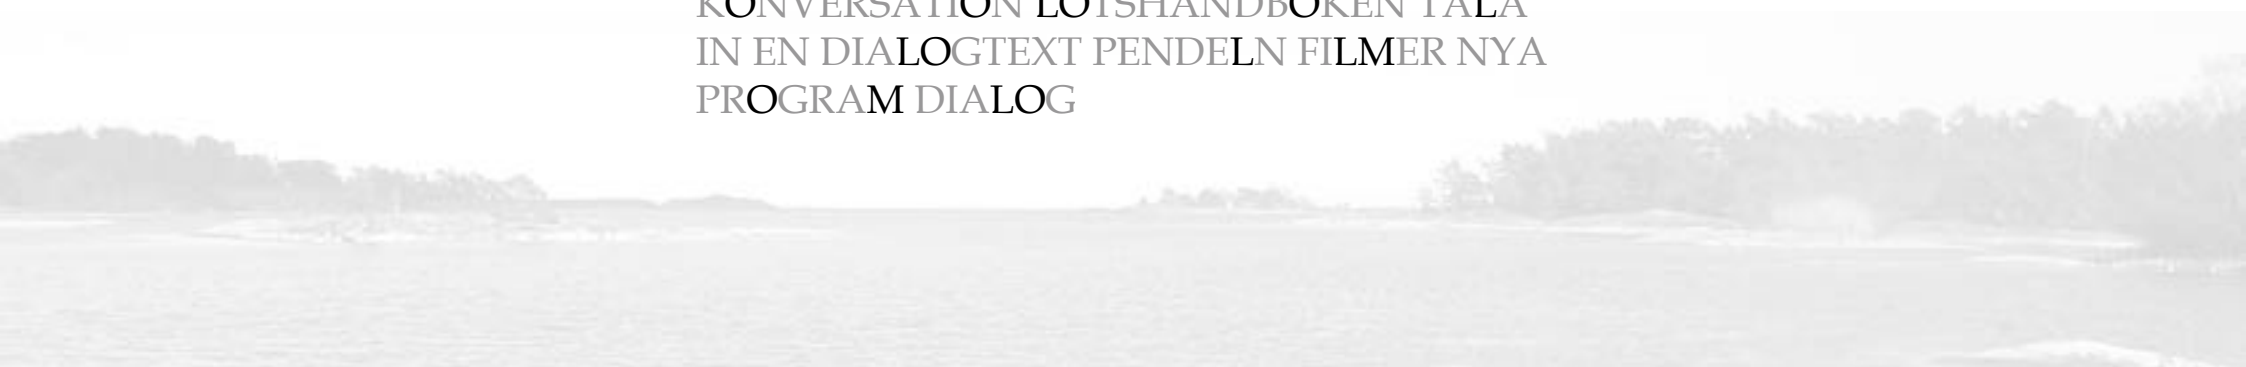 KONVERSATION LOTSHANDBOKEN TALA
IN EN DIALOGTEXT PENDELN FILMER NYA
PROGRAM DIALOG